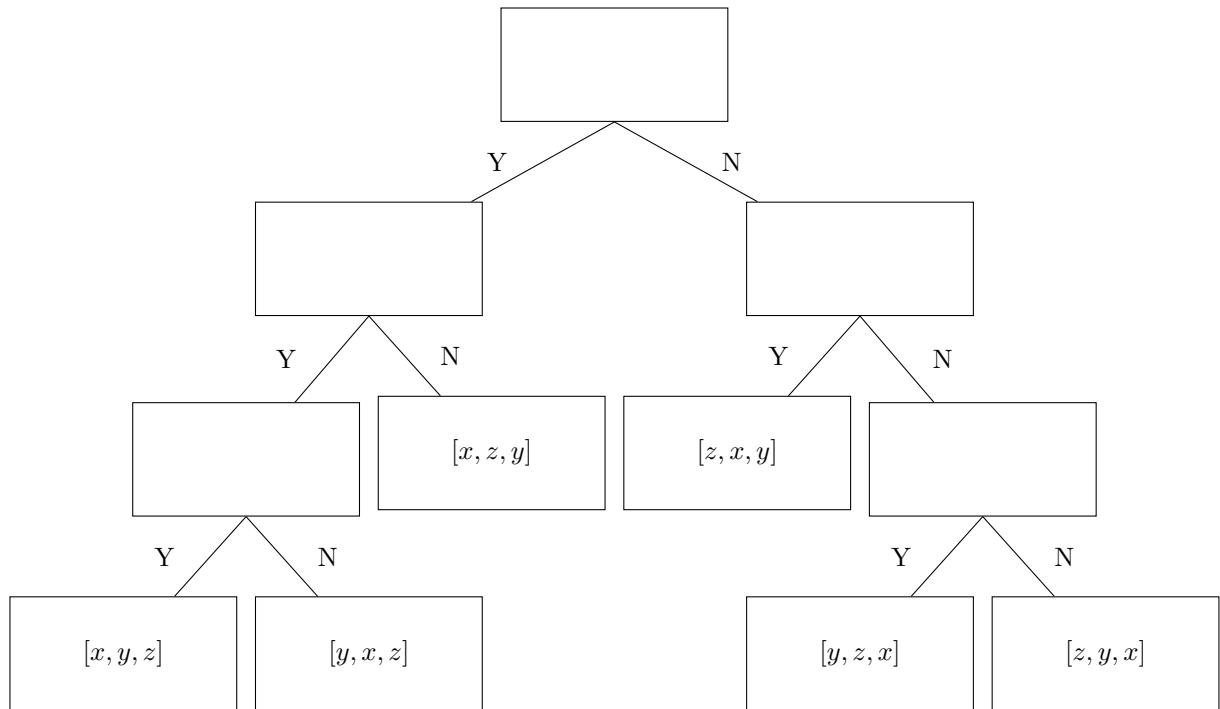 Y N
Y N Y N
[x, z, y] [z, x, y]
Y N Y N
[x, y, z] [y, x, z] [y, z, x] [z, y, x]